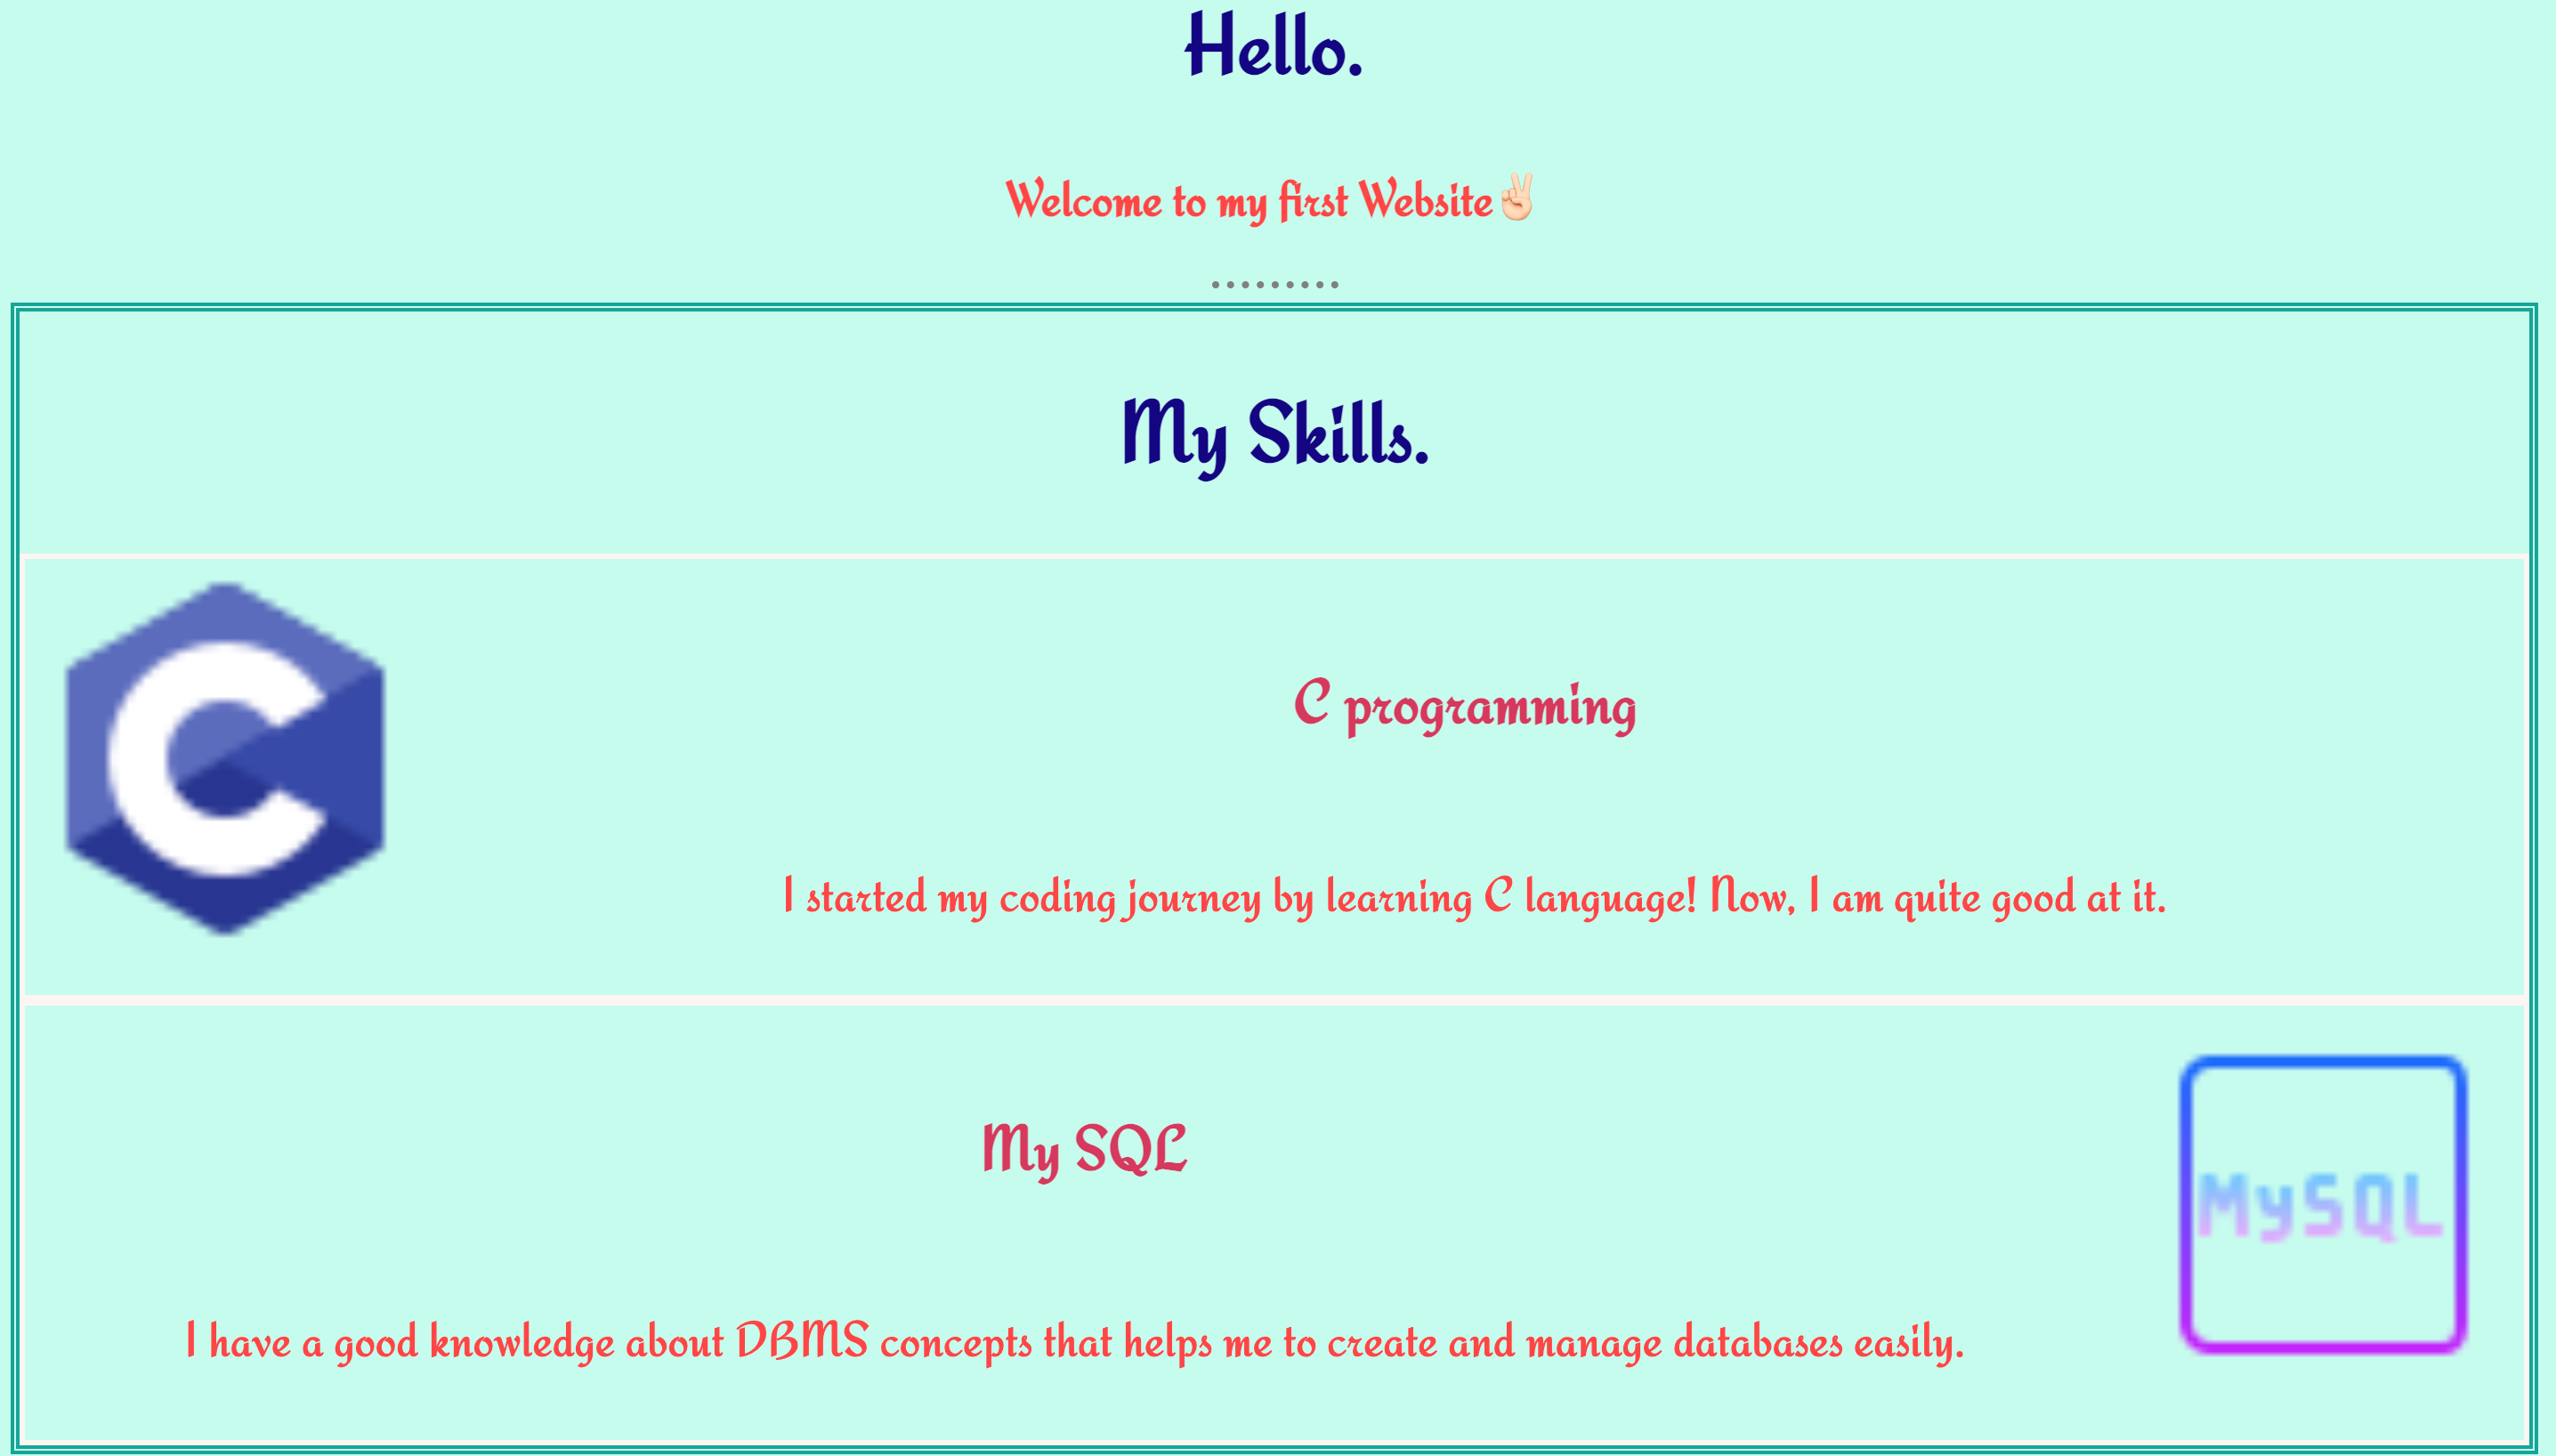 Hello.
Welcome to my first Website✌🏻
My Skills.
C
C programming
I started my coding journey by learning C language! Now, I am quite good at it.
My SQL
MySQL
I have a good knowledge about DBMS concepts that helps me to create and manage databases easily.